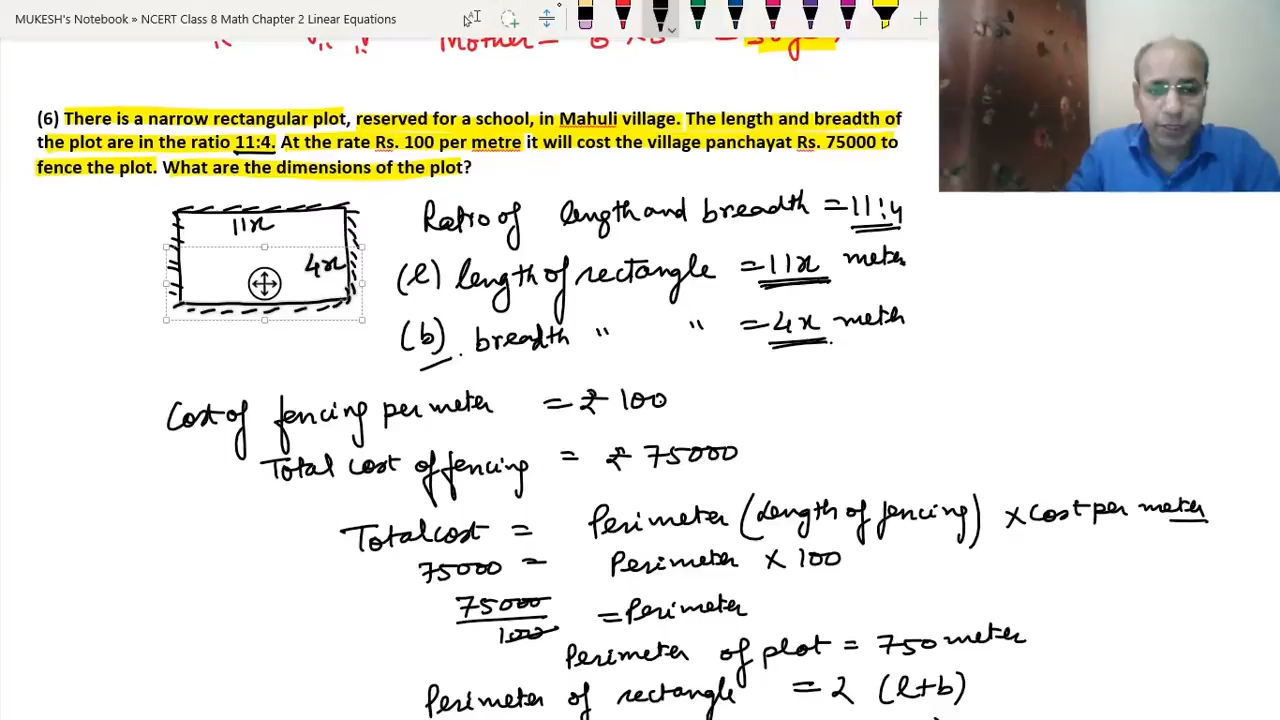 MUKESH's Notebook » NCERT Class 8 Math Chapter 2 Linear Equations
Mother =
(6) There is a narrow rectangular plot, reserved for a school, in Mahuli village. The length and breadth of
the plot are in the ratio 11:4. At the rate Rs. 100 per metre it will cost the village panchayat Rs. 75000 to
fence the plot. What are the dimensions of the plot?
11x
4x
Ratio of length and breadth = 11:4
(l) length of rectangle = 11x meter
(b). breadth " " = 4x meter
Cost of fencing per meter = ₹ 100
Total cost of fencing = ₹ 75000
Total cost = Perimeter (Length of fencing) x cost per meter
75000 = Perimeter x 100
75000
100
= Perimeter
Perimeter of plot = 750 meter
Perimeter of rectangle = 2 (l+b)